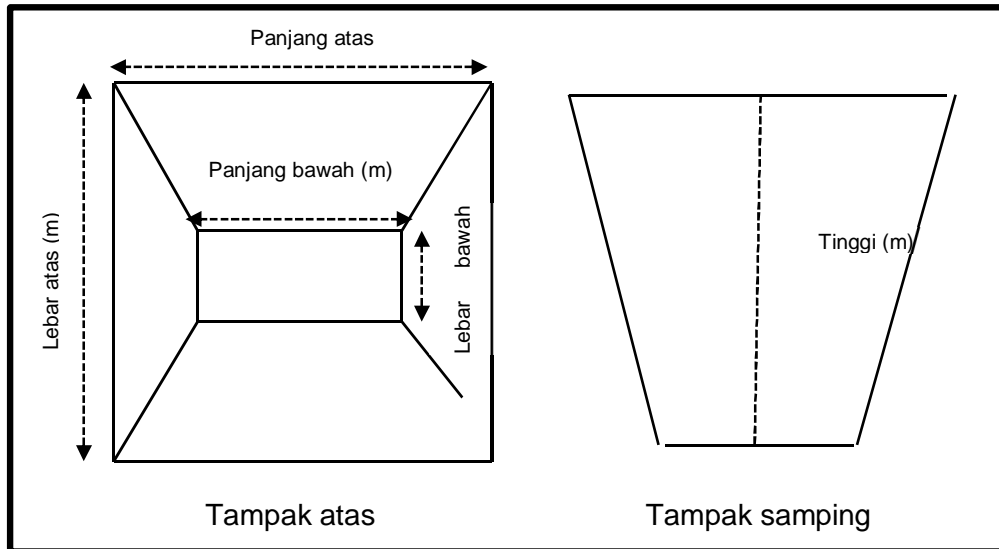 Panjang atas
Panjang bawah (m)
Lebar atas (m)
Lebar bawah
Tinggi (m)
Tampak atas
Tampak samping